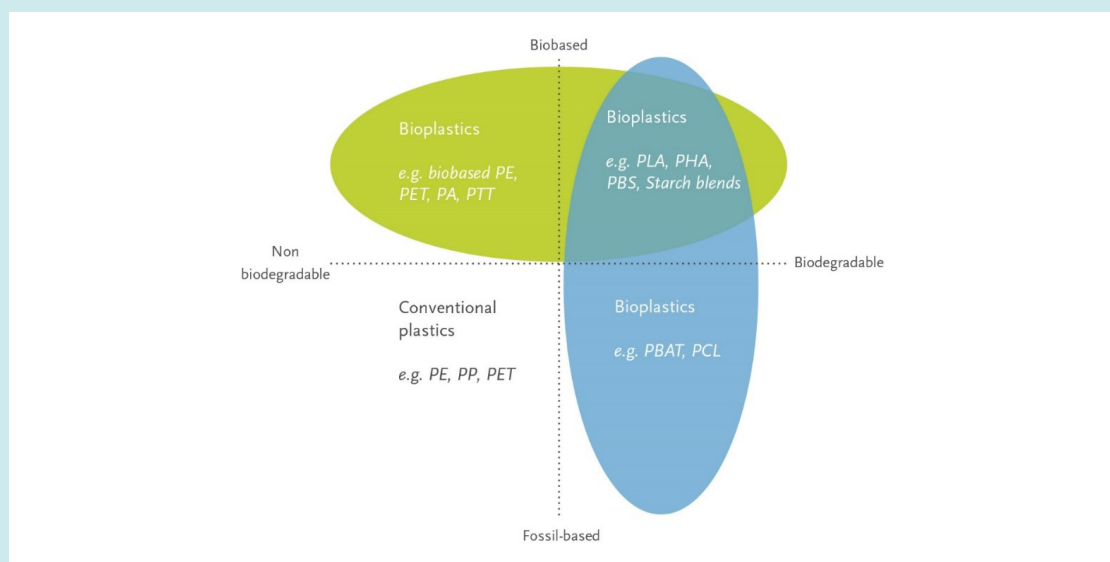 Biobased
Bioplastics
e.g. biobased PE,
PET, PA, PTT
Bioplastics
e.g. PLA, PHA,
PBS, Starch blends
Non
biodegradable
Biodegradable
Conventional
plastics
e.g. PE, PP, PET
Bioplastics
e.g. PBAT, PCL
Fossil-based